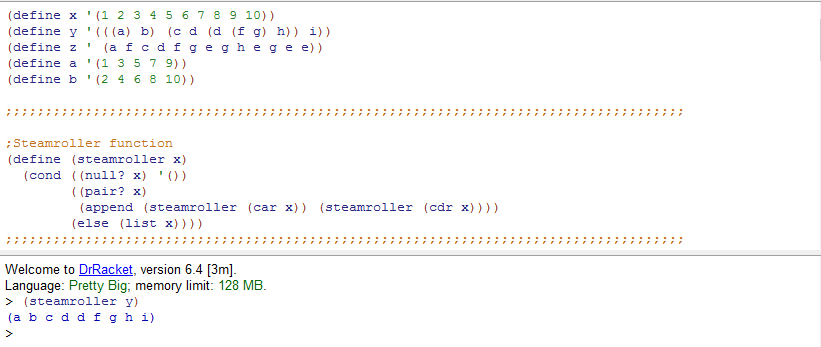 (define x '(1 2 3 4 5 6 7 8 9 10))
(define y '(((a) b) (c d (d (f g) h)) i))
(define z ' (a f c d f g e g h e g e e))
(define a '(1 3 5 7 9))
(define b '(2 4 6 8 10))
;;;;;;;;;;;;;;;;;;;;;;;;;;;;;;;;;;;;;;;;;;;;;;;;;;;;;;;;;;;;;;;;;;;;;;;;;;;;;;;;;;;;;
;Steamroller function
(define (steamroller x)
  (cond ((null? x) '())
        ((pair? x)
         (append (steamroller (car x)) (steamroller (cdr x))))
        (else (list x))))
;;;;;;;;;;;;;;;;;;;;;;;;;;;;;;;;;;;;;;;;;;;;;;;;;;;;;;;;;;;;;;;;;;;;;;;;;;;;;;;;;;;;;
Welcome to DrRacket, version 6.4 [3m].
Language: Pretty Big; memory limit: 128 MB.
> (steamroller y)
(a b c d d f g h i)
>